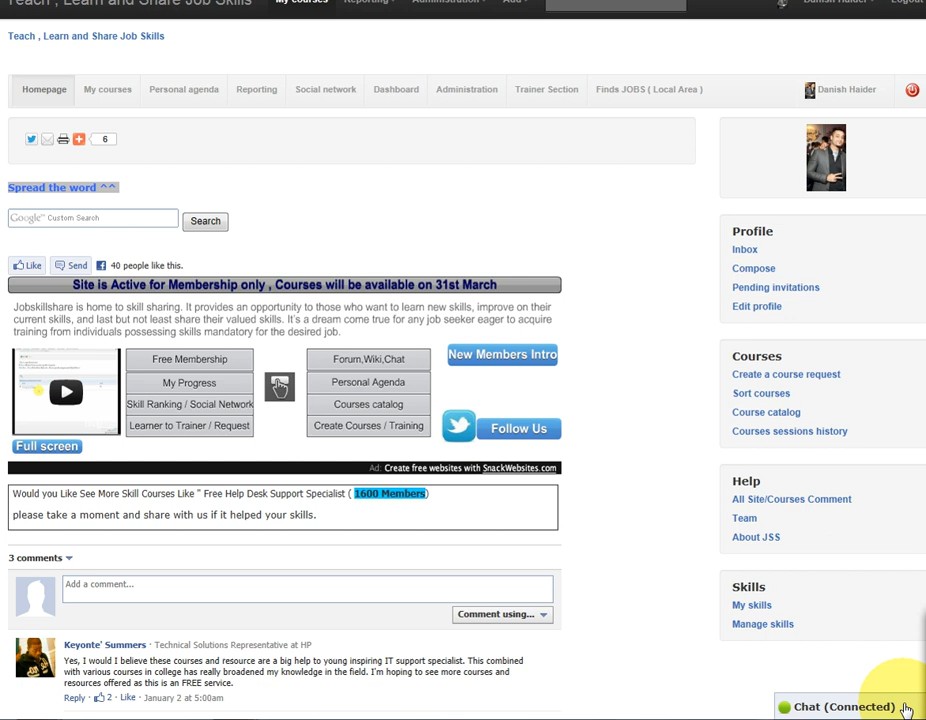 Teach , Learn and Share Job Skills
My courses
Reporting
Administration
Add
Danish Haider
Logout
Teach , Learn and Share Job Skills
Homepage
My courses
Personal agenda
Reporting
Social network
Dashboard
Administration
Trainer Section
Finds JOBS ( Local Area )
Danish Haider
6
Spread the word ^^
Google™ Custom Search
Search
Like
Send
40 people like this.
Site is Active for Membership only , Courses will be available on 31st March
Jobskillshare is home to skill sharing. It provides an opportunity to those who want to learn new skills, improve on their
current skills, and last but not least share their valued skills. It's a dream come true for any job seeker eager to acquire
training from individuals possessing skills mandatory for the desired job.
Free Membership
My Progress
Skill Ranking / Social Network
Learner to Trainer / Request
Forum,Wiki,Chat
Personal Agenda
Courses catalog
Create Courses / Training
New Members Intro
Follow Us
Full screen
Ad: Create free websites with SnackWebsites.com
Would you Like See More Skill Courses Like " Free Help Desk Support Specialist ( 1600 Members)
please take a moment and share with us if it helped your skills.
3 comments
Add a comment...
Comment using...
Keyonte' Summers · Technical Solutions Representative at HP
Yes, I would I believe these courses and resource are a big help to young inspiring IT support specialist. This combined
with various courses in college has really broadened my knowledge in the field. I'm hoping to see more courses and
resources offered as this is an FREE service.
Reply · 2 · Like · January 2 at 5:00am
Profile
Inbox
Compose
Pending invitations
Edit profile
Courses
Create a course request
Sort courses
Course catalog
Courses sessions history
Help
All Site/Courses Comment
Team
About JSS
Skills
My skills
Manage skills
Chat (Connected)